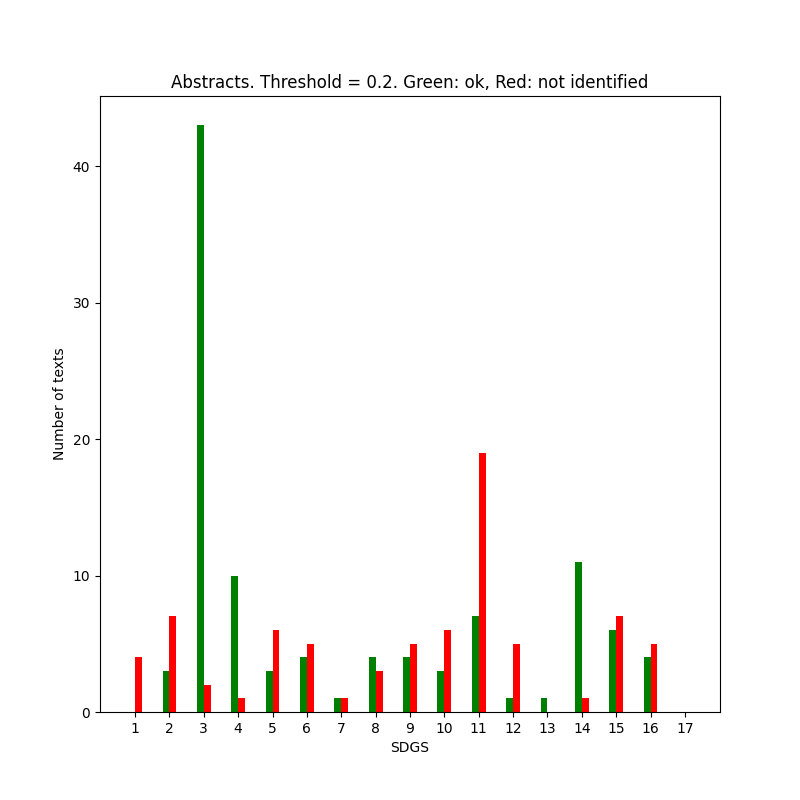 Abstracts. Threshold = 0.2. Green: ok, Red: not identified
40
30
20
10
0
Number of texts
1 2 3 4 5 6 7 8 9 10 11 12 13 14 15 16 17
SDGS